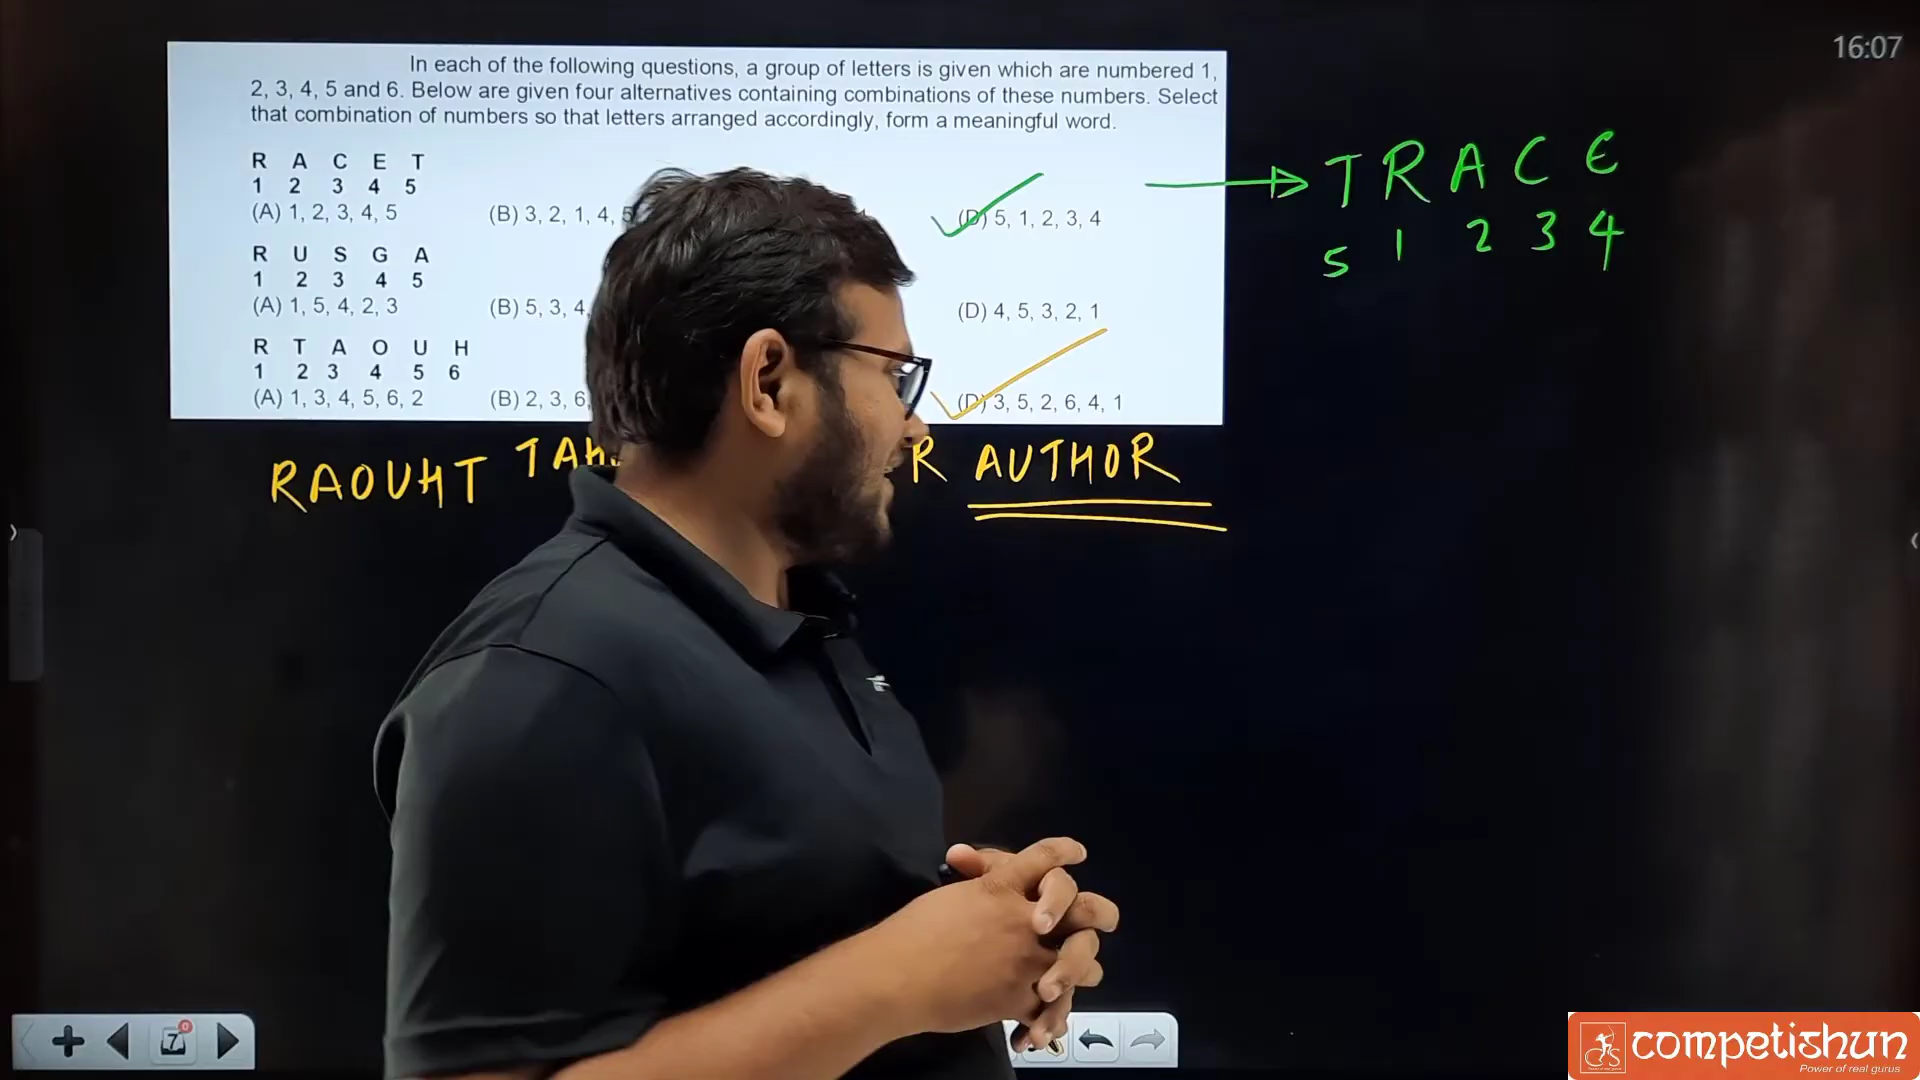 16:07
In each of the following questions, a group of letters is given which are numbered 1,
2, 3, 4, 5 and 6. Below are given four alternatives containing combinations of these numbers. Select
that combination of numbers so that letters arranged accordingly, form a meaningful word.
R A C E T
1 2 3 4 5
(A) 1, 2, 3, 4, 5 (B) 3, 2, 1, 4, 5 (D) 5, 1, 2, 3, 4
TRACE
5 1 2 3 4
R U S G A
1 2 3 4 5
(A) 1, 5, 4, 2, 3 (B) 5, 3, 4, (D) 4, 5, 3, 2, 1
R T A O U H
1 2 3 4 5 6
(A) 1, 3, 4, 5, 6, 2 (B) 2, 3, 6, (D) 3, 5, 2, 6, 4, 1
RAOUHT TAH R AUTHOR
7
0
competishun
Power of real gurus